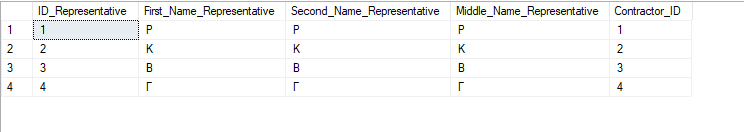 ID_Representative First_Name_Representative Second_Name_Representative Middle_Name_Representative Contractor_ID
1 1 Р Р Р 1
2 2 К К К 2
3 3 В В В 3
4 4 Г Г Г 4